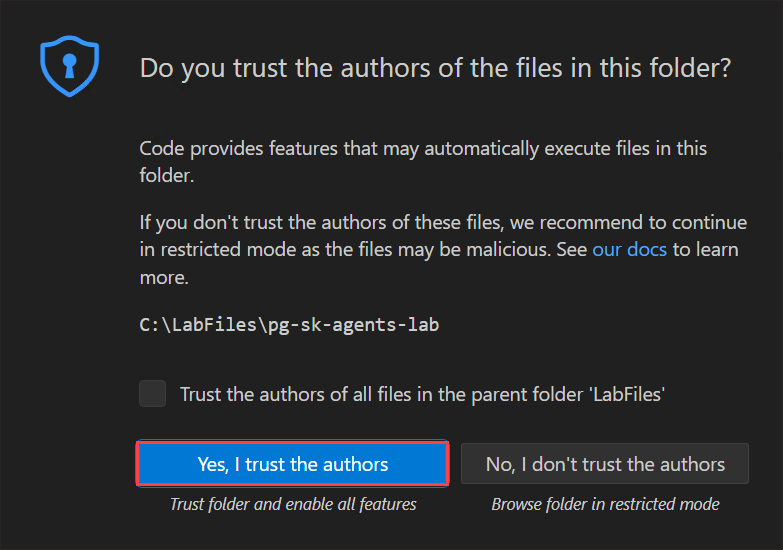 Do you trust the authors of the files in this folder?
Code provides features that may automatically execute files in this
folder.
If you don't trust the authors of these files, we recommend to continue
in restricted mode as the files may be malicious. See our docs to learn
more.
C:\LabFiles\pg-sk-agents-lab
Trust the authors of all files in the parent folder 'LabFiles'
Yes, I trust the authors
No, I don't trust the authors
Trust folder and enable all features
Browse folder in restricted mode